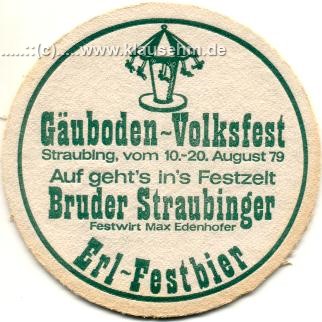 ....::(c).....www.klausehm.de
Gäuboden~Volksfest
Straubing, vom 10.-20. August 79
Auf geht's in's Festzelt
Bruder Straubinger
Festwirt Max Edenhofer
Erl~Festbier